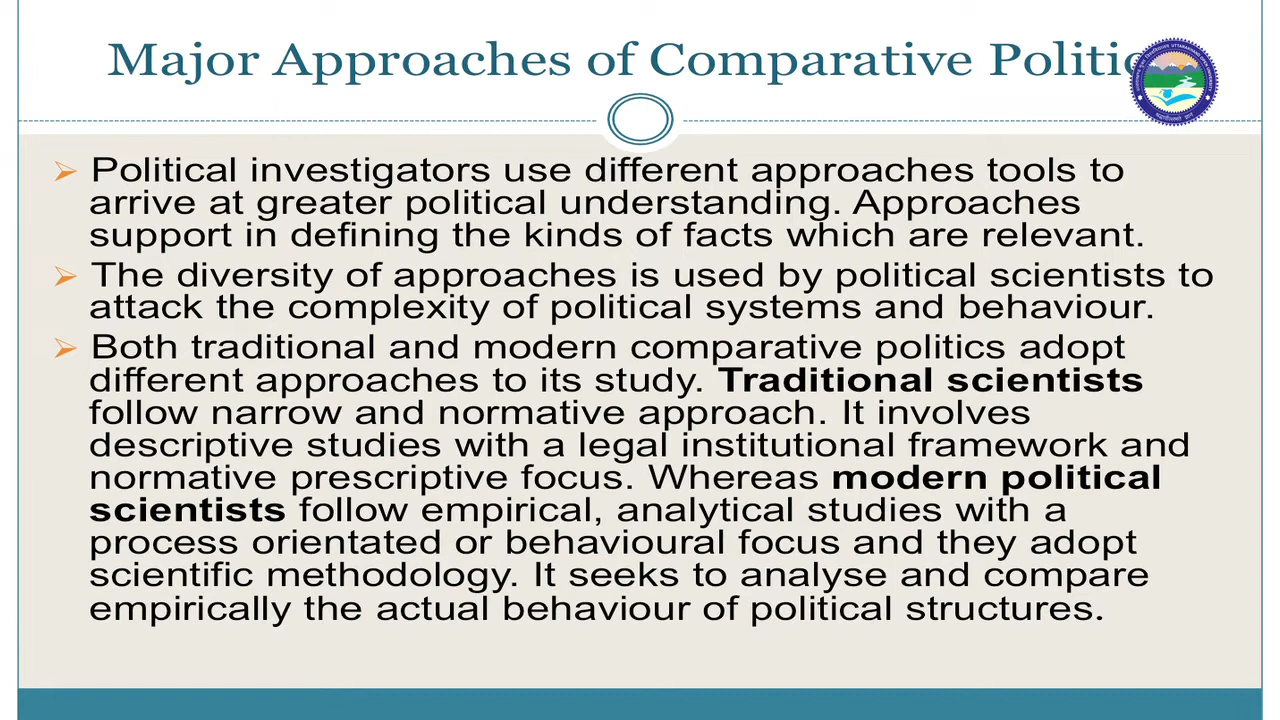 Major Approaches of Comparative Politic
➢ Political investigators use different approaches tools to
arrive at greater political understanding. Approaches
support in defining the kinds of facts which are relevant.
➢ The diversity of approaches is used by political scientists to
attack the complexity of political systems and behaviour.
➢ Both traditional and modern comparative politics adopt
different approaches to its study. Traditional scientists
follow narrow and normative approach. It involves
descriptive studies with a legal institutional framework and
normative prescriptive focus. Whereas modern political
scientists follow empirical, analytical studies with a
process orientated or behavioural focus and they adopt
scientific methodology. It seeks to analyse and compare
empirically the actual behaviour of political structures.